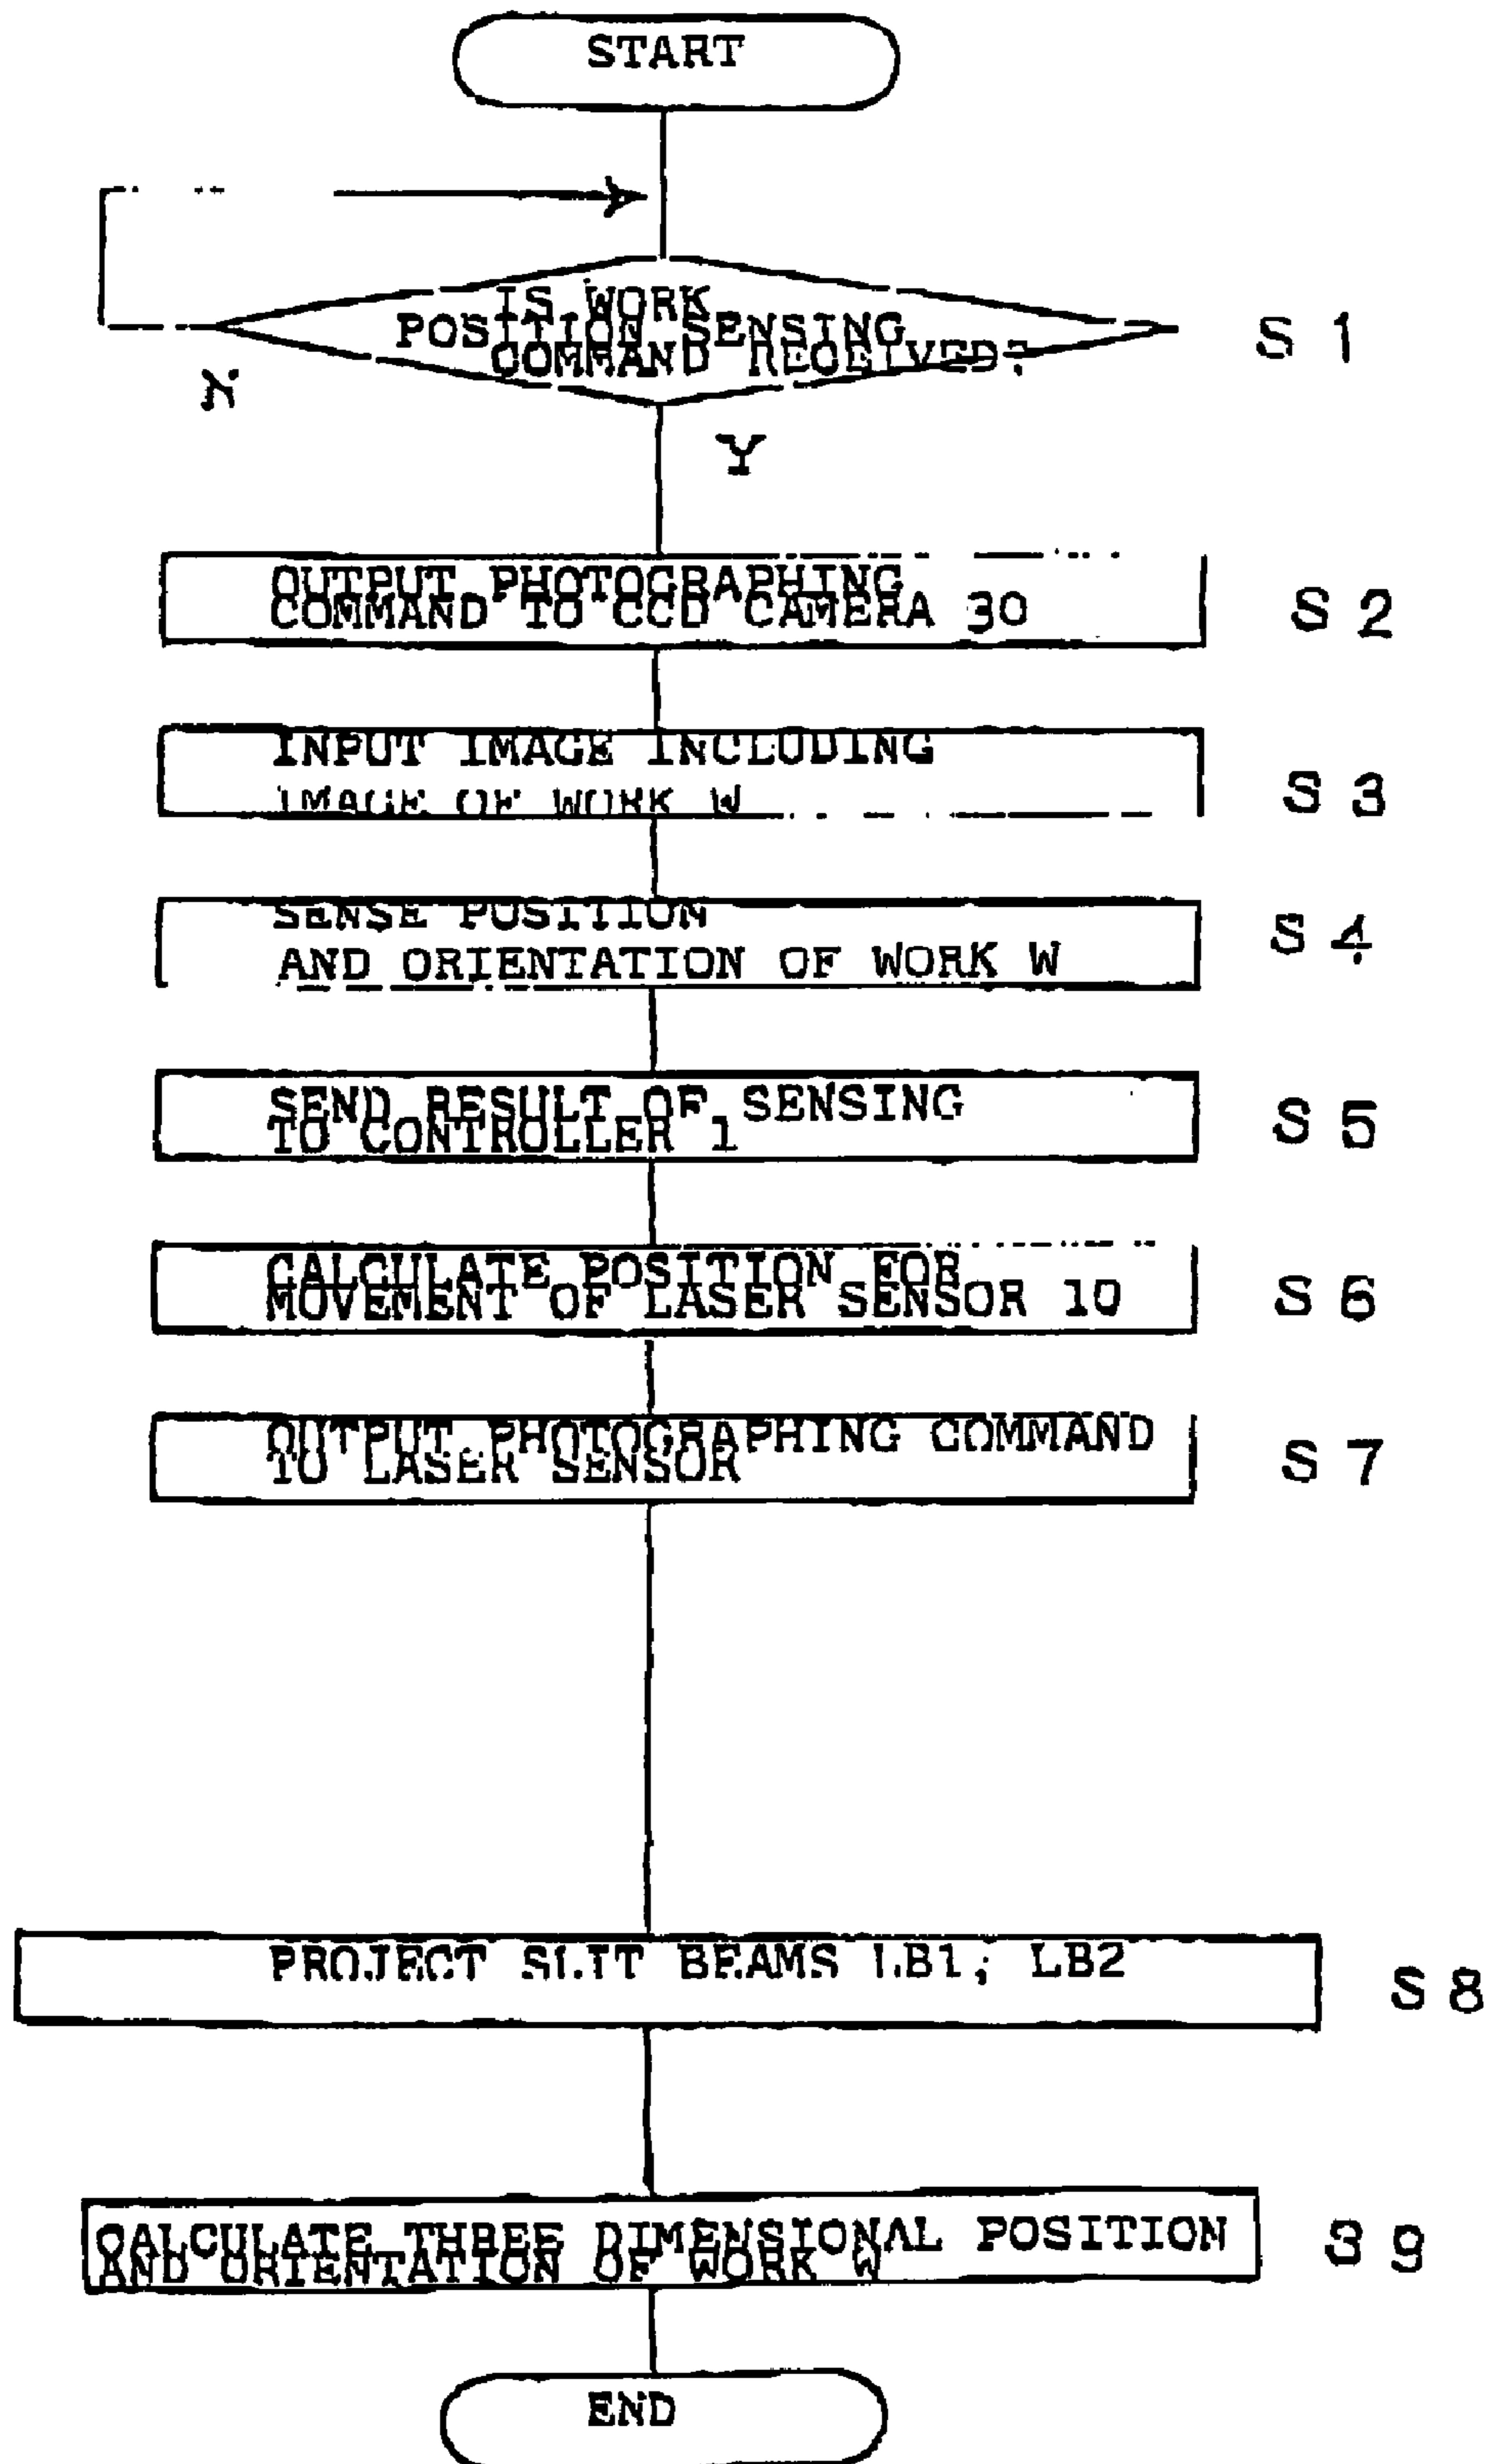 START
IS WORK
POSITION SENSING
COMMAND RECEIVED?
S 1
N
Y
OUTPUT PHOTOGRAPHING
COMMAND TO CCD CAMERA 30
S 2
INPUT IMAGE INCLUDING
IMAGE OF WORK W
S 3
SENSE POSITION
AND ORIENTATION OF WORK W
S 4
SEND RESULT OF SENSING
TO CONTROLLER 1
S 5
CALCULATE POSITION FOR
MOVEMENT OF LASER SENSOR 10
S 6
OUTPUT PHOTOGRAPHING COMMAND
TO LASER SENSOR
S 7
PROJECT SLIT BEAMS LB1, LB2
S 8
CALCULATE THREE DIMENSIONAL POSITION
AND ORIENTATION OF WORK W
S 9
END